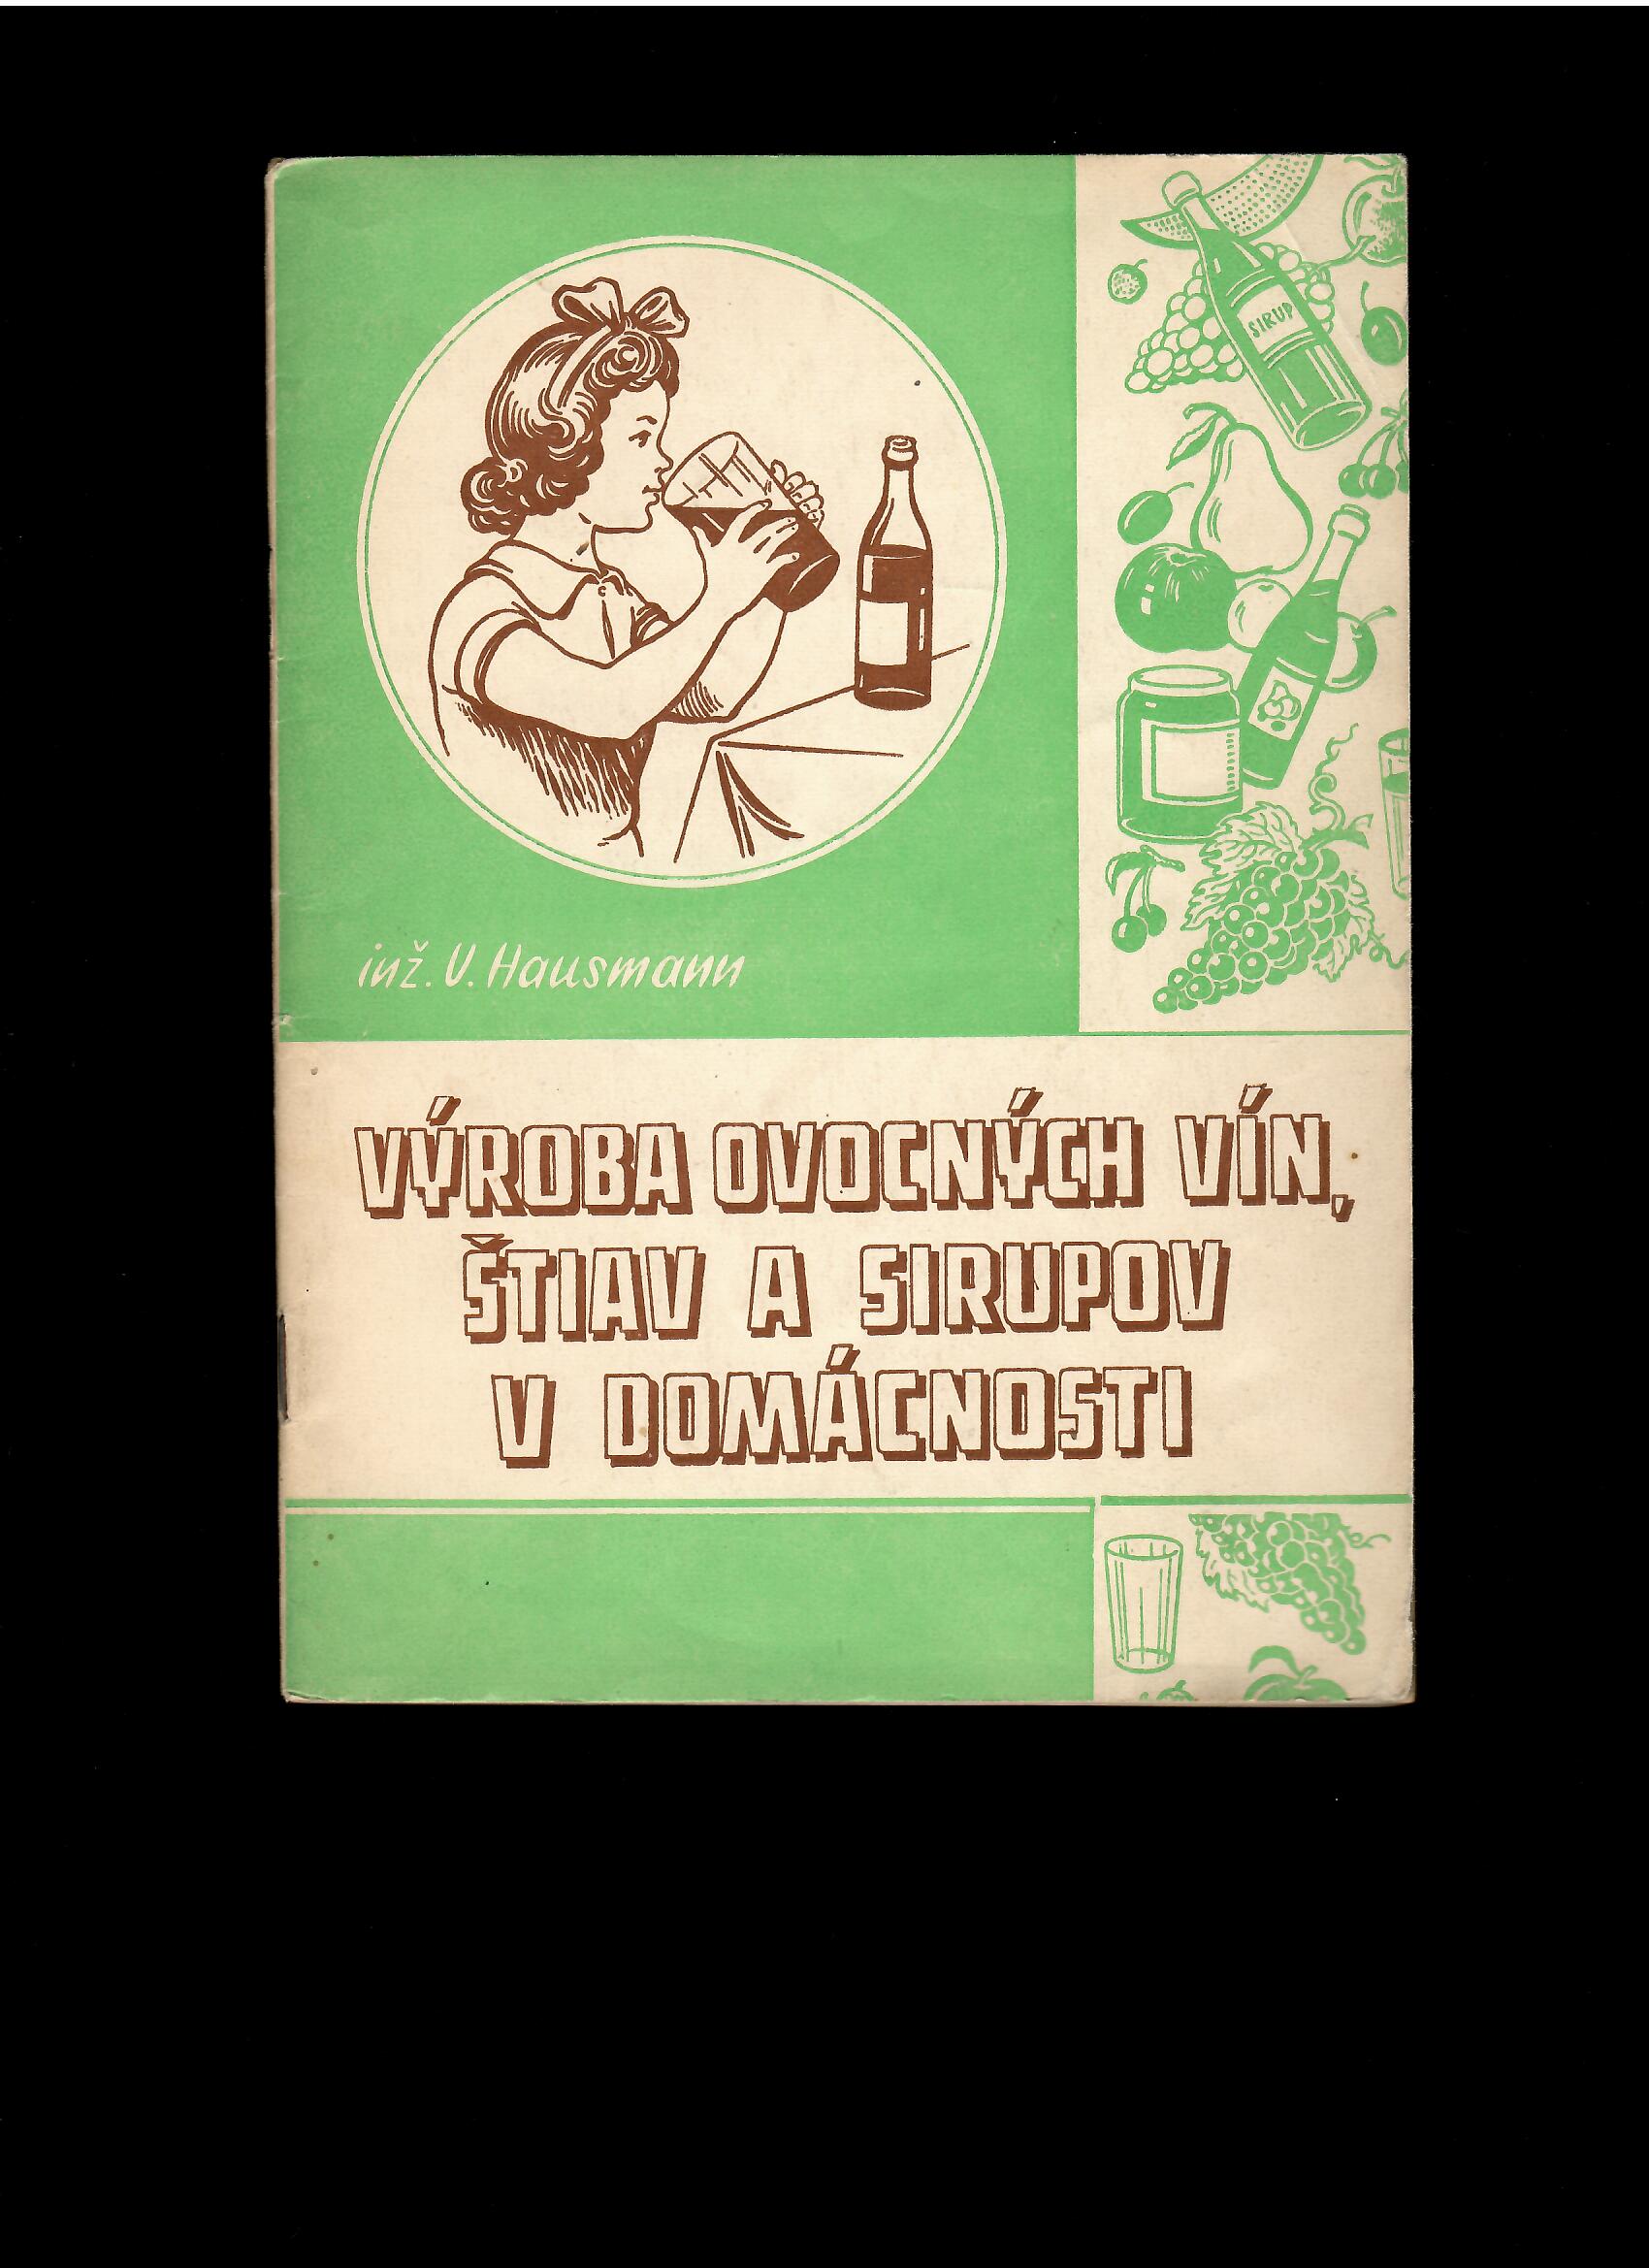 SIRUP
inž. V. Hausmann
VÝROBA OVOCNÝCH VÍN,
ŠTIAV A SIRUPOV
V DOMÁCNOSTI